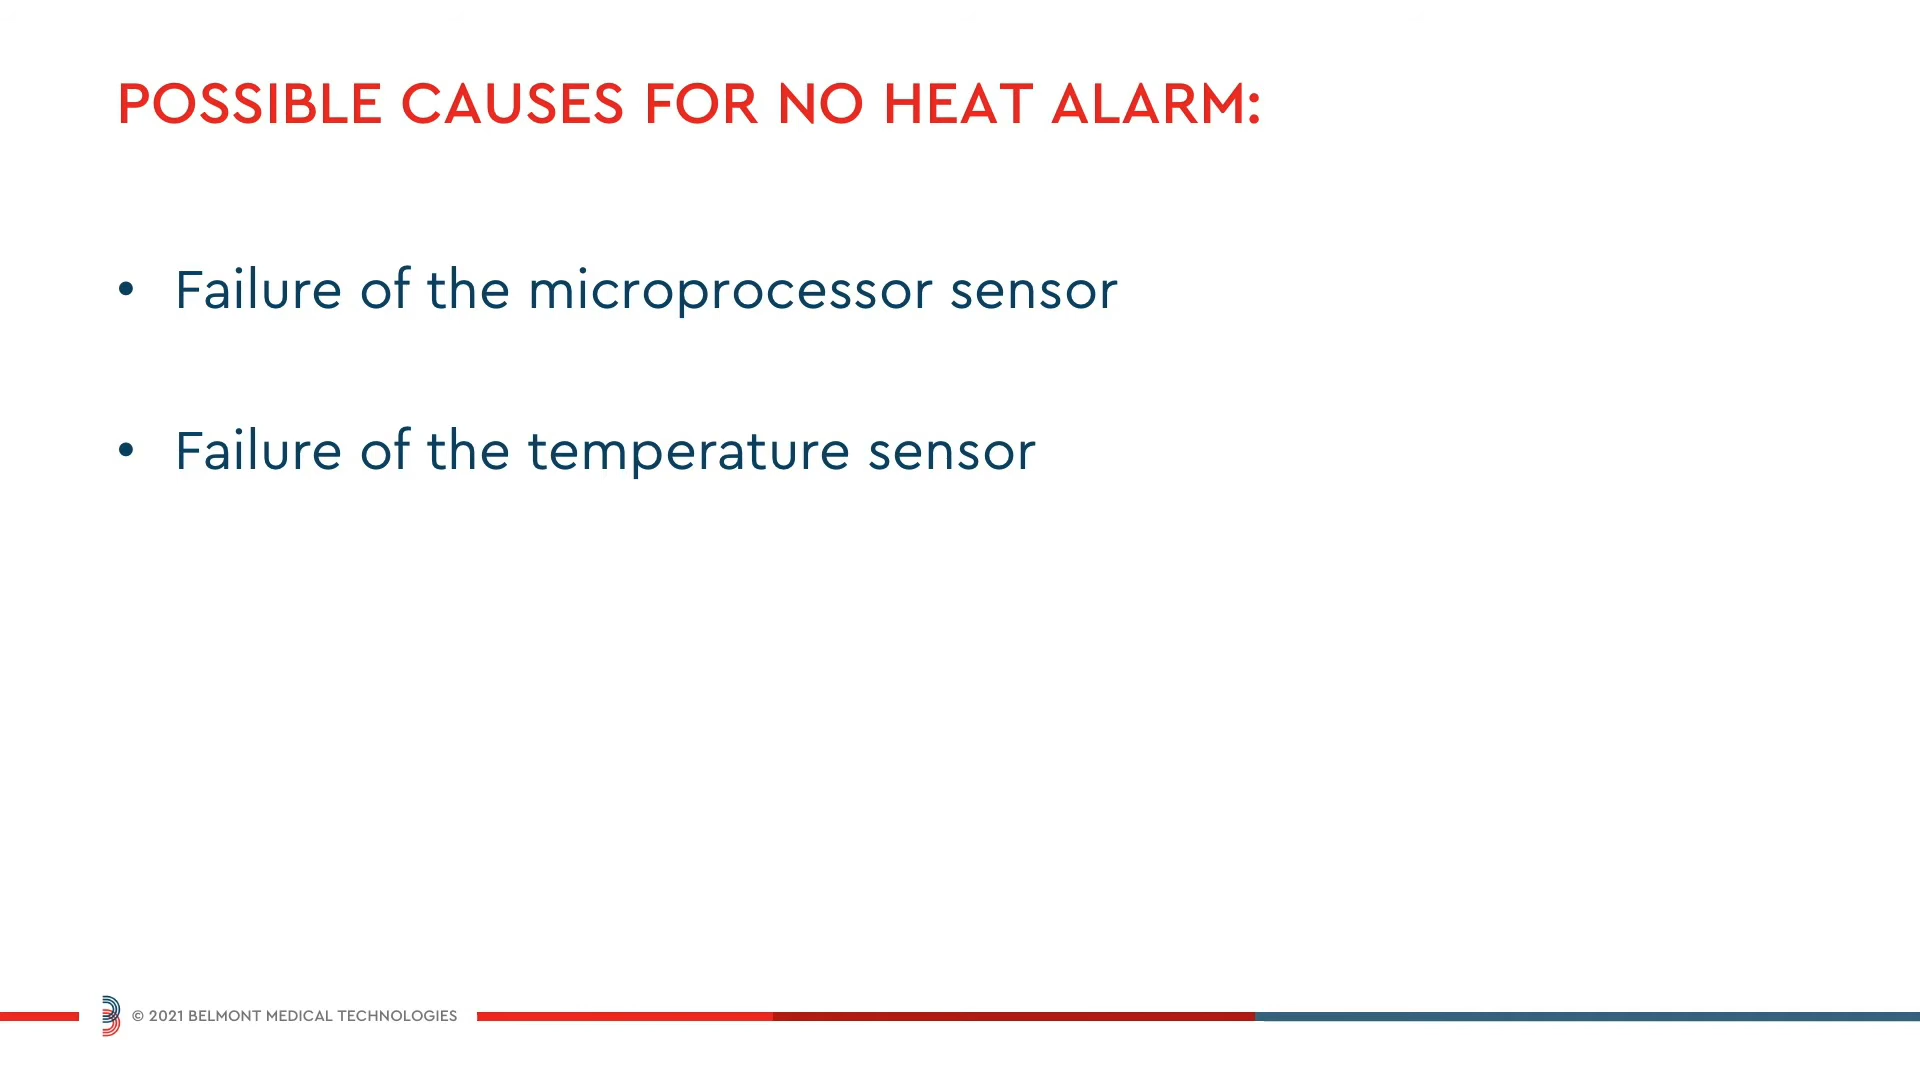 POSSIBLE CAUSES FOR NO HEAT ALARM:
• Failure of the microprocessor sensor
• Failure of the temperature sensor
© 2021 BELMONT MEDICAL TECHNOLOGIES